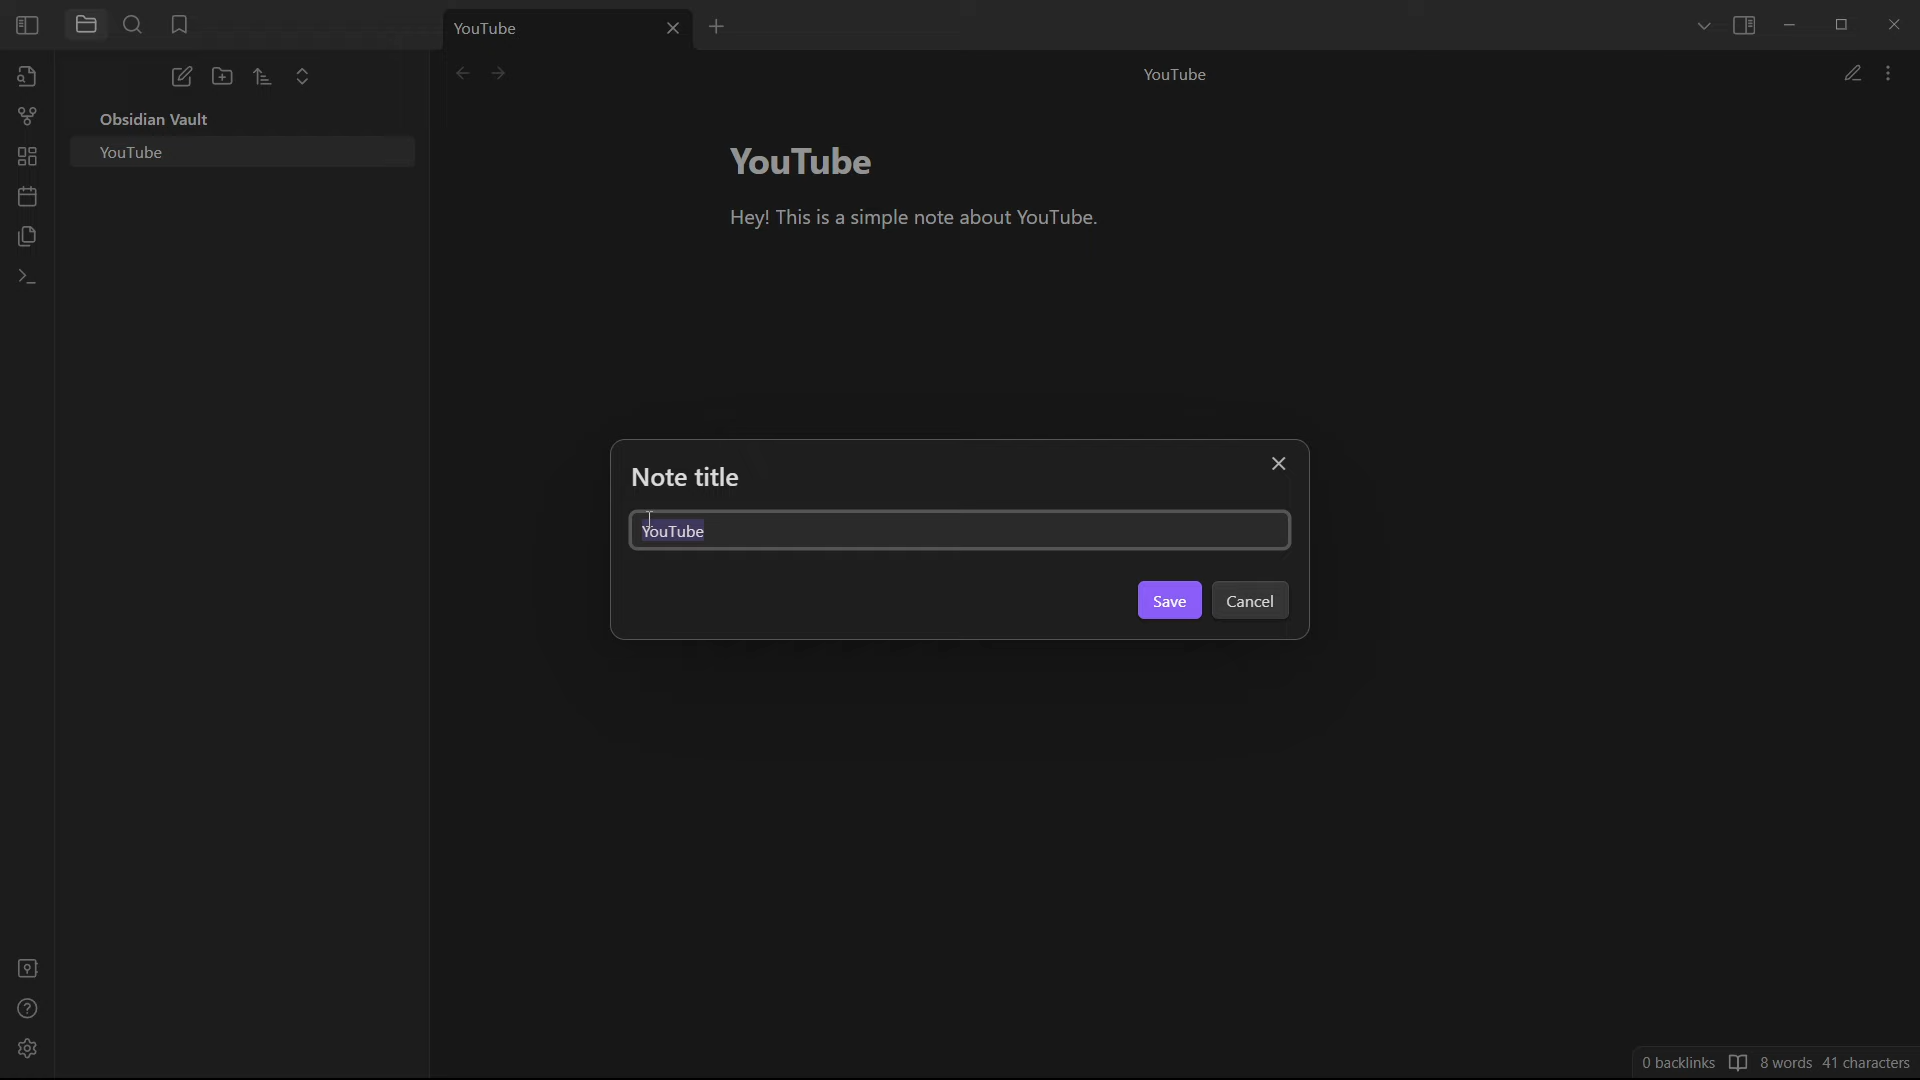 YouTube
YouTube
Obsidian Vault
YouTube
YouTube
Hey! This is a simple note about YouTube.
Note title
YouTube
Save
Cancel
0 backlinks 8 words 41 characters